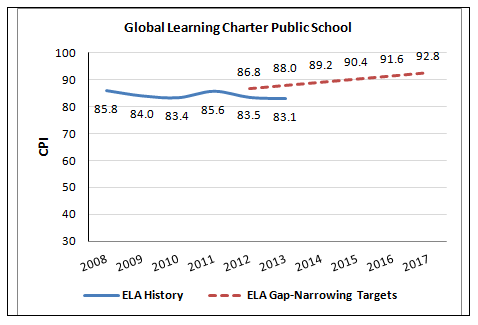 Global Learning Charter Public School
100
90
80
70
60
50
40
30
CPI
86.8 88.0 89.2 90.4 91.6 92.8
85.8 84.0 83.4 85.6 83.5 83.1
2008 2009 2010 2011 2012 2013 2014 2015 2016 2017
ELA History ELA Gap-Narrowing Targets